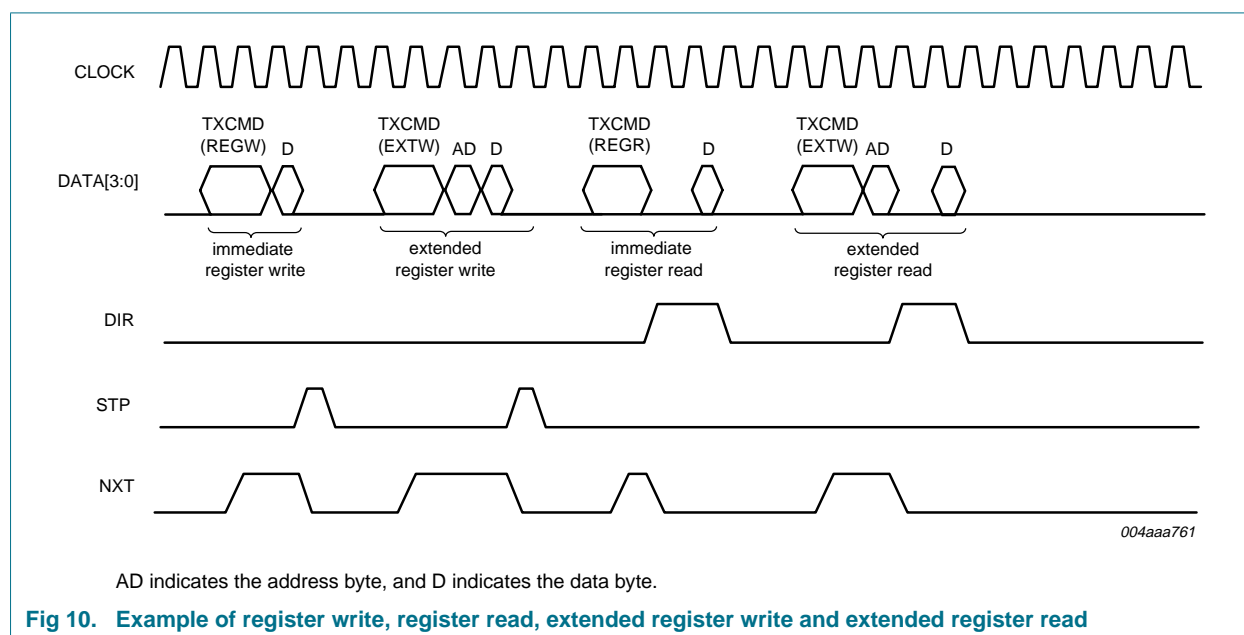 CLOCK
TXCMD
(REGW) D
TXCMD
(EXTW) AD D
TXCMD
(REGR) D
TXCMD
(EXTW) AD D
DATA[3:0]
immediate
register write
extended
register write
immediate
register read
extended
register read
DIR
STP
NXT
004aaa761
AD indicates the address byte, and D indicates the data byte.
Fig 10. Example of register write, register read, extended register write and extended register read